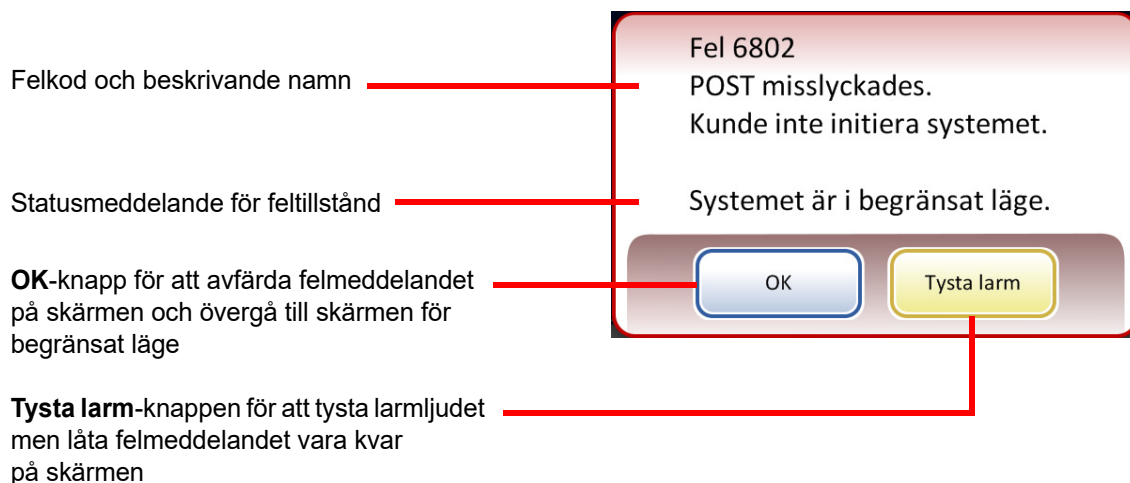 Felkod och beskrivande namn
Statusmeddelande för feltillstånd
OK-knapp för att avfärda felmeddelandet
på skärmen och övergå till skärmen för
begränsat läge
Tysta larm-knappen för att tysta larmljudet
men låta felmeddelandet vara kvar
på skärmen
Fel 6802
POST misslyckades.
Kunde inte initiera systemet.
Systemet är i begränsat läge.
OK
Tysta larm